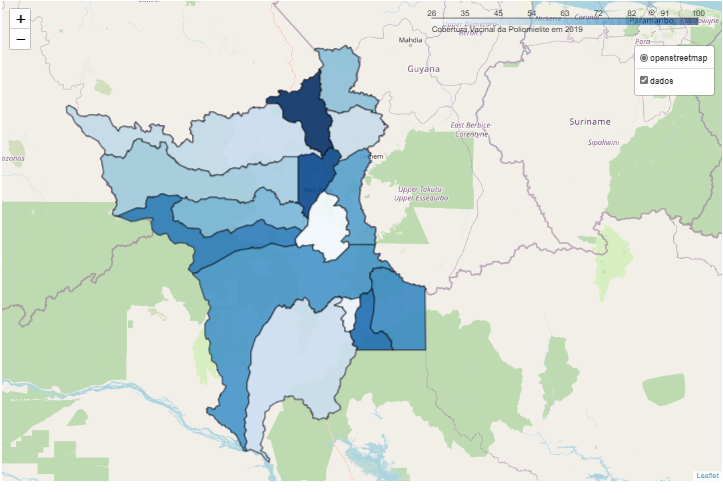 +
−
26 35 45 54 63 72 82 91 100
Cobertura Vacinal da Poliomielite em 2019
Paramaribo
Mahdia
Para
Guyana
openstreetmap
dados
East Berbice-
Corentyne
Suriname
Sipaliwini
Upper Takutu
Upper Essequiba
Leaflet